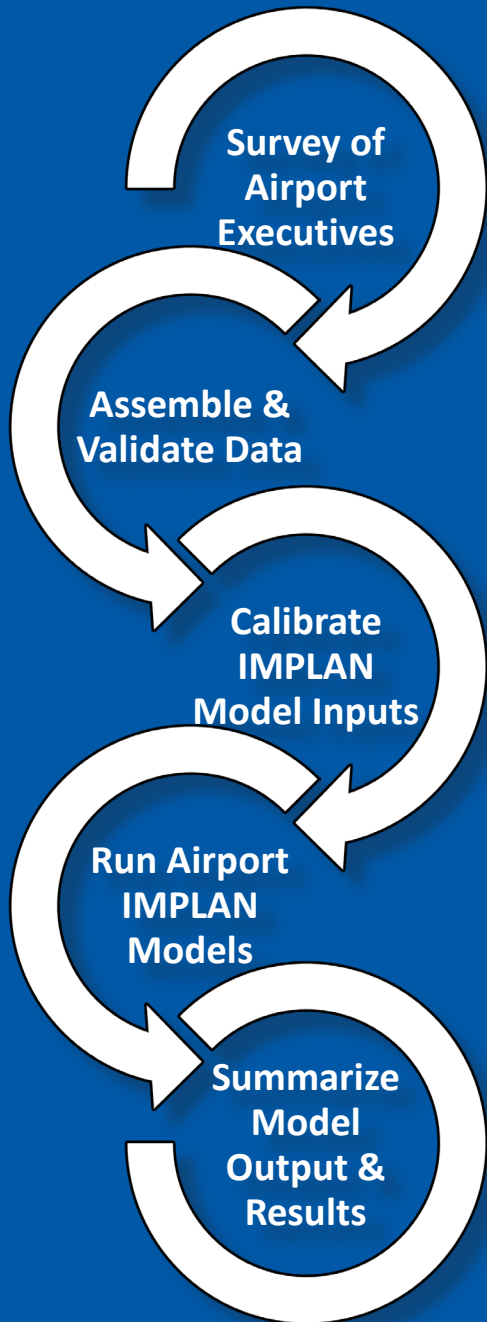 Survey of
Airport
Executives
Assemble &
Validate Data
Calibrate
IMPLAN
Model Inputs
Run Airport
IMPLAN
Models
Summarize
Model
Output &
Results